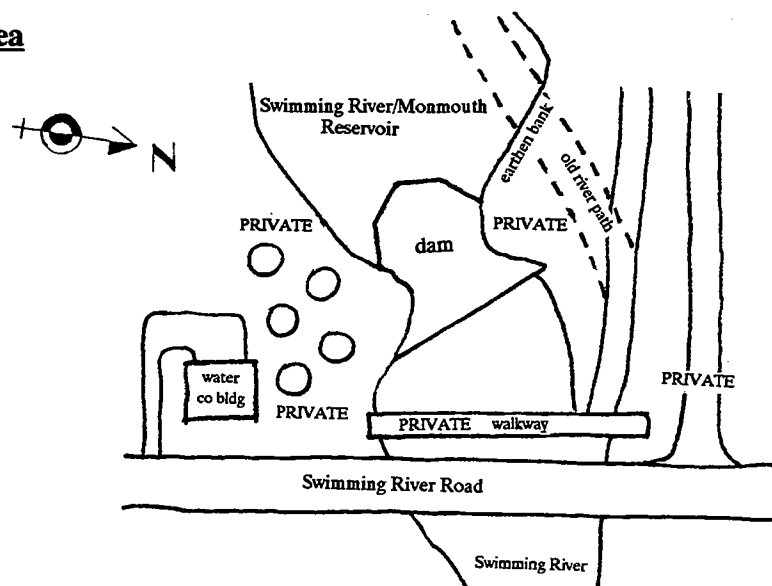 ea
Swimming River/Monmouth
Reservoir
N
earthen bank
old river path
PRIVATE
PRIVATE
dam
PRIVATE
water
co bldg
PRIVATE
PRIVATE walkway
Swimming River Road
Swimming River